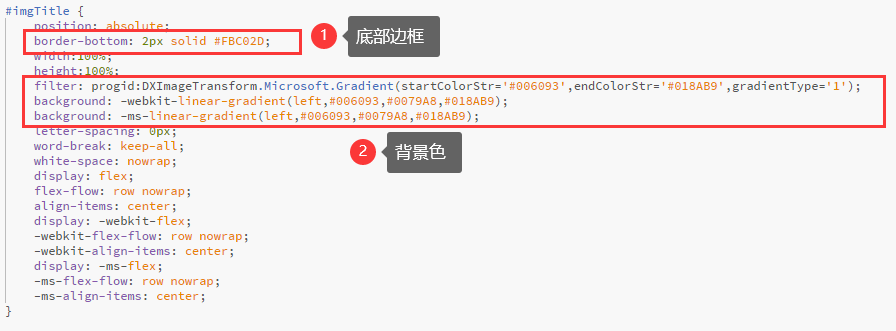 #imgTitle {
position: absolute;
border-bottom: 2px solid #FBC02D;
1 底部边框
width:100%;
height:100%;
filter: progid:DXImageTransform.Microsoft.Gradient(startColorStr='#006093',endColorStr='#018AB9',gradientType='1');
background: -webkit-linear-gradient(left,#006093,#0079A8,#018AB9);
background: -ms-linear-gradient(left,#006093,#0079A8,#018AB9);
letter-spacing: 0px;
word-break: keep-all;
2 背景色
white-space: nowrap;
display: flex;
flex-flow: row nowrap;
align-items: center;
display: -webkit-flex;
-webkit-flex-flow: row nowrap;
-webkit-align-items: center;
display: -ms-flex;
-ms-flex-flow: row nowrap;
-ms-align-items: center;
}